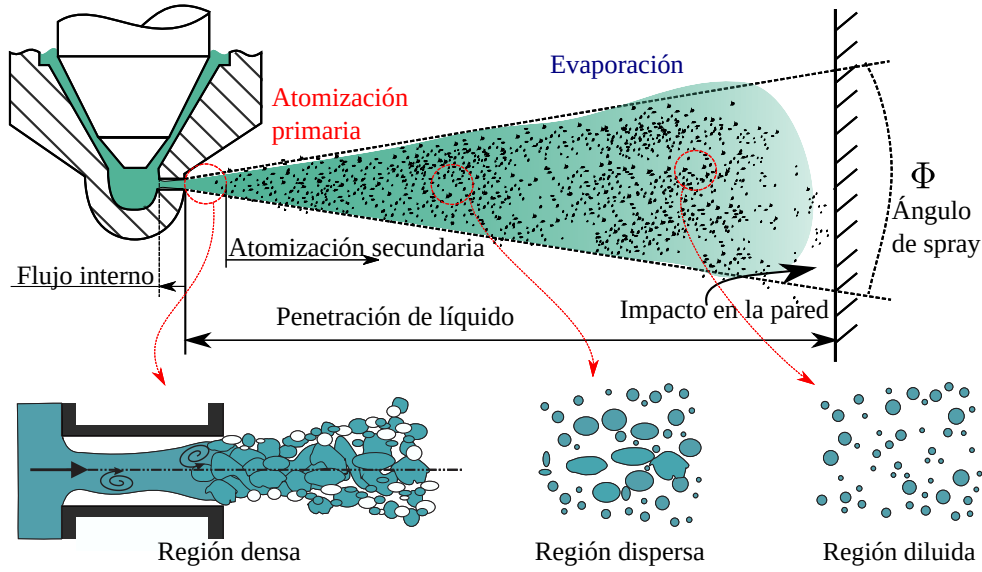 Evaporación
Atomización
primaria
Φ
Ángulo
de spray
Atomización secundaria
Flujo interno
Impacto en la pared
Penetración de líquido
Región densa
Región dispersa
Región diluida